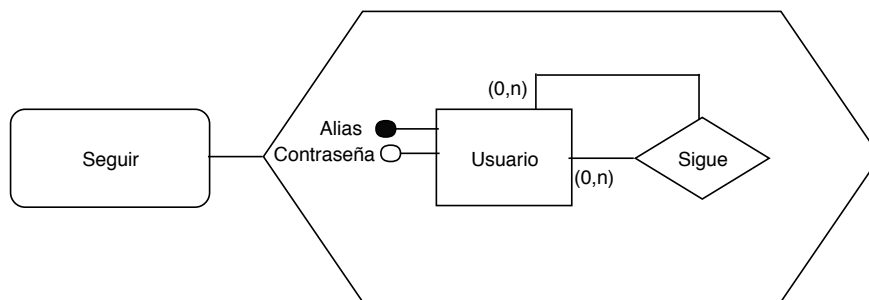 (0,n)
Alias
Seguir
Contraseña
Usuario
Sigue
(0,n)